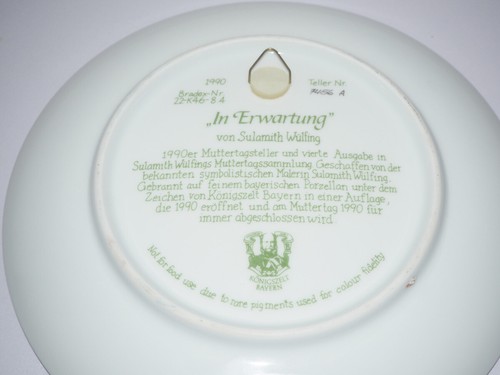 1990
Teller Nr.
Bradex-Nr.
22-K46-8.4
A
„In Erwartung"
von Sulamith Wülfing
1990er Muttertagsteller und vierte Ausgabe in
Sulamith Wülfings Muttertagssammlung. Geschaffen von der
bekannten symbolistischen Malerin Sulamith Wülfing.
Gebrannt auf feinem bayerischen Porzellan unter dem
Zeichen von Königszelt Bayern in einer Auflage,
die 1990 eröffnet und am Muttertag 1990 für
immer abgeschlossen wird.
KÖNIGSZELT
BAYERN
Not for food use due to rare pigments used for colour fidelity